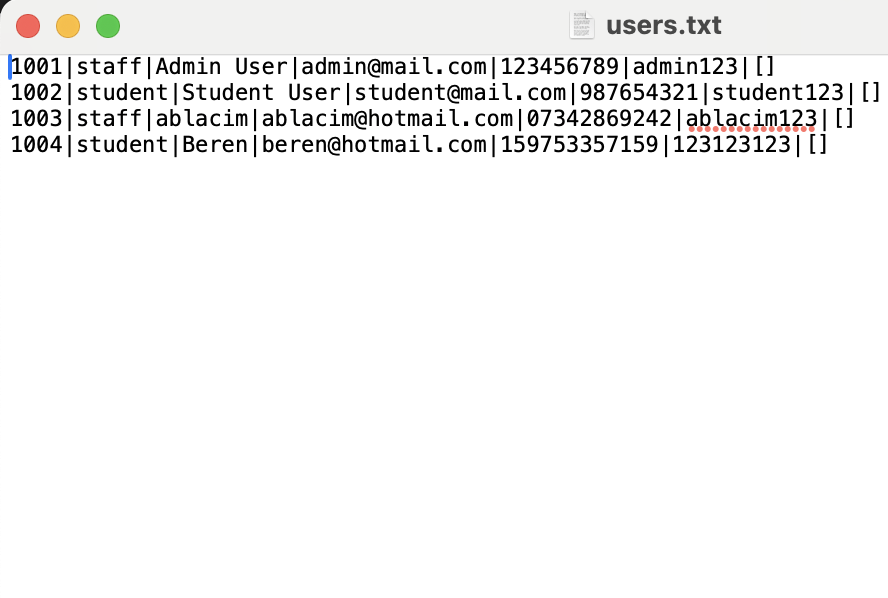 users.txt
1001|staff|Admin User|admin@mail.com|123456789|admin123|[]
1002|student|Student User|student@mail.com|987654321|student123|[]
1003|staff|ablacim|ablacim@hotmail.com|07342869242|ablacim123|[]
1004|student|Beren|beren@hotmail.com|159753357159|123123123|[]